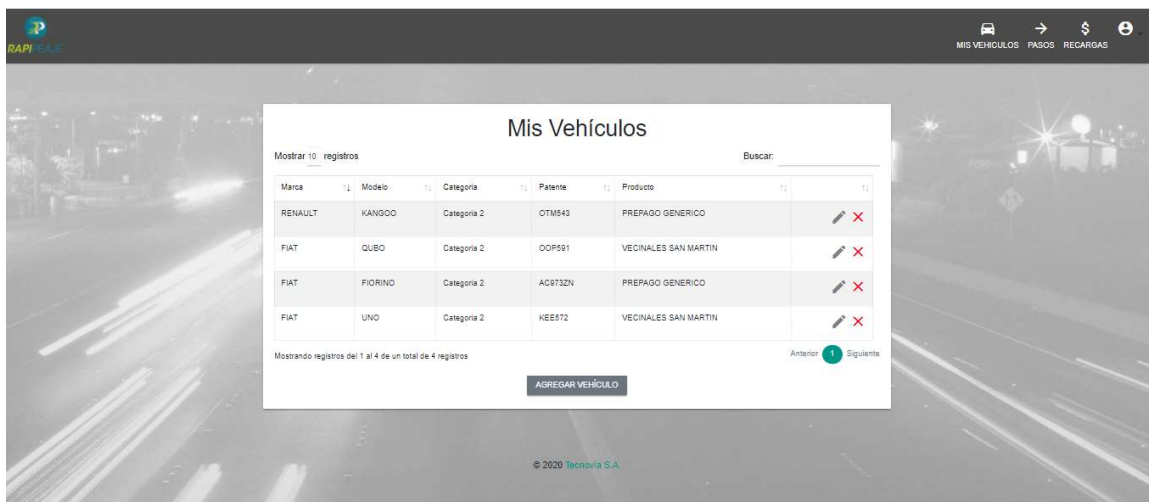 RAPIPEAJE
MIS VEHICULOS PASOS RECARGAS
Mis Vehículos
Mostrar 10 registros
Buscar:
Marca Modelo Categoria Patente Producto
RENAULT KANGOO Categoria 2 OTM543 PREPAGO GENERICO
FIAT QUBO Categoria 2 OOP591 VECINALES SAN MARTIN
FIAT FIORINO Categoria 2 AC973ZN PREPAGO GENERICO
FIAT UNO Categoria 2 KEE572 VECINALES SAN MARTIN
Mostrando registros del 1 al 4 de un total de 4 registros
Anterior 1 Siguiente
AGREGAR VEHÍCULO
© 2020 Tecnovia S.A.